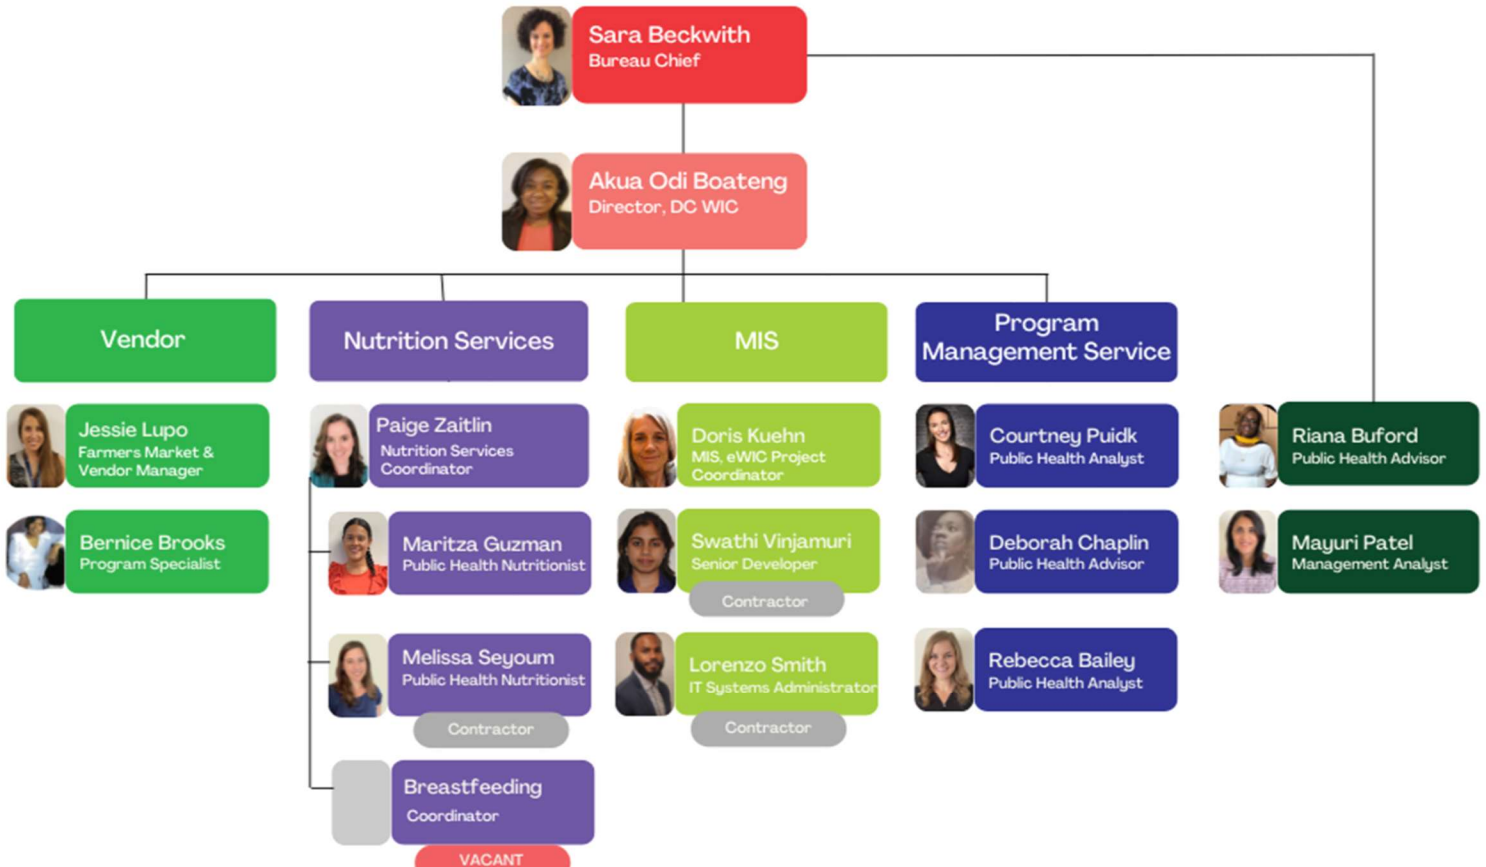 Sara Beckwith
Bureau Chief
Akua Odi Boateng
Director, DC WIC
Vendor
Jessie Lupo
Farmers Market &
Vendor Manager
Bernice Brooks
Program Specialist
Nutrition Services
Paige Zaitlin
Nutrition Services
Coordinator
Maritza Guzman
Public Health Nutritionist
Melissa Seyoum
Public Health Nutritionist
Contractor
Breastfeeding
Coordinator
VACANT
MIS
Doris Kuehn
MIS, eWIC Project
Coordinator
Swathi Vinjamuri
Senior Developer
Contractor
Lorenzo Smith
IT Systems Administrator
Contractor
Program
Management Service
Courtney Puidk
Public Health Analyst
Deborah Chaplin
Public Health Advisor
Rebecca Bailey
Public Health Analyst
Riana Buford
Public Health Advisor
Mayuri Patel
Management Analyst